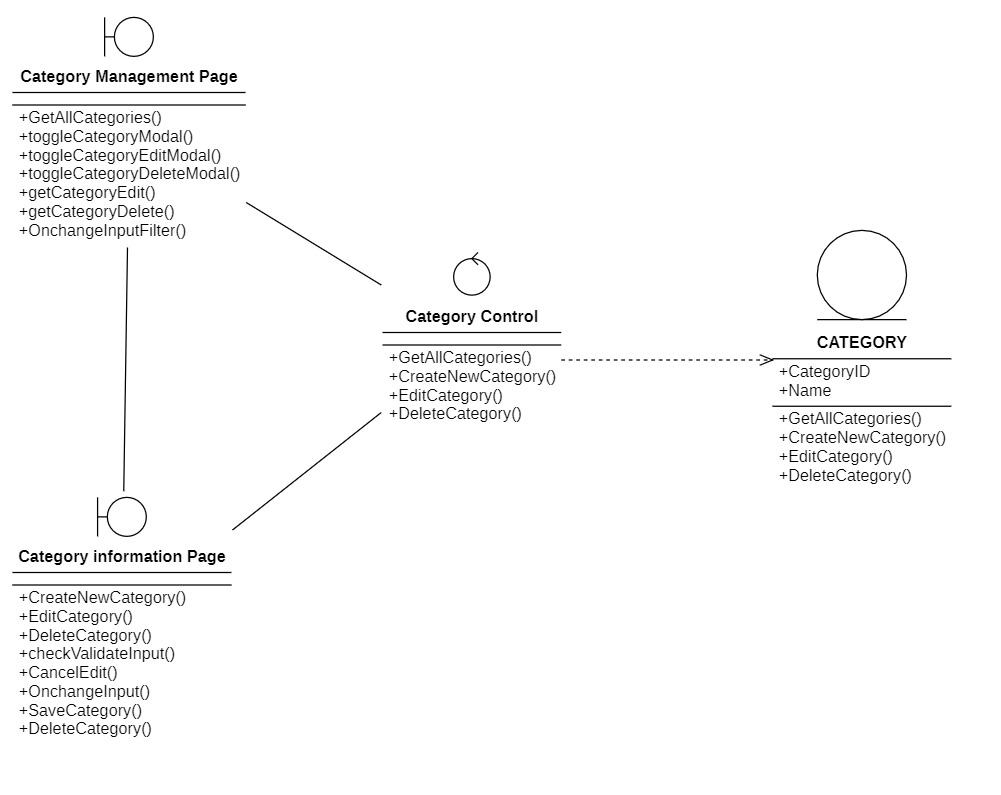 Category Management Page
+GetAllCategories()
+toggleCategoryModal()
+toggleCategoryEditModal()
+toggleCategoryDeleteModal()
+getCategoryEdit()
+getCategoryDelete()
+OnchangeInputFilter()
Category Control
+GetAllCategories()
+CreateNewCategory()
+EditCategory()
+DeleteCategory()
CATEGORY
+CategoryID
+Name
+GetAllCategories()
+CreateNewCategory()
+EditCategory()
+DeleteCategory()
Category information Page
+CreateNewCategory()
+EditCategory()
+DeleteCategory()
+checkValidateInput()
+CancelEdit()
+OnchangeInput()
+SaveCategory()
+DeleteCategory()